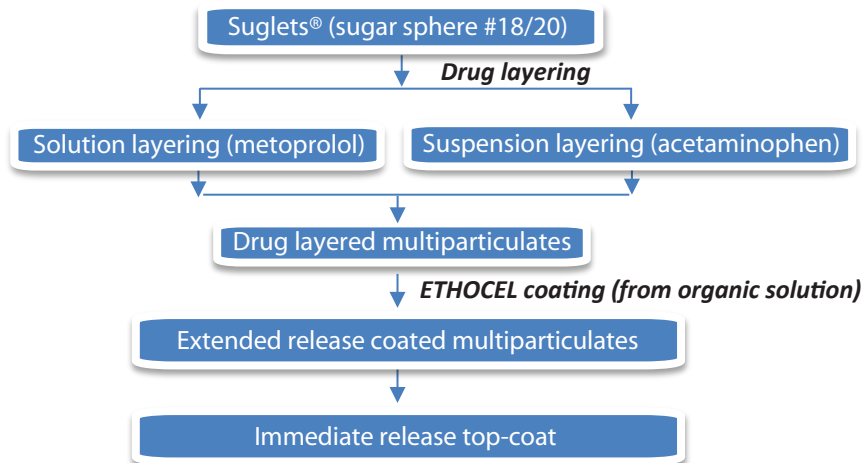 Suglets® (sugar sphere #18/20)
Drug layering
Solution layering (metoprolol)
Suspension layering (acetaminophen)
Drug layered multiparticulates
ETHOCEL coating (from organic solution)
Extended release coated multiparticulates
Immediate release top-coat